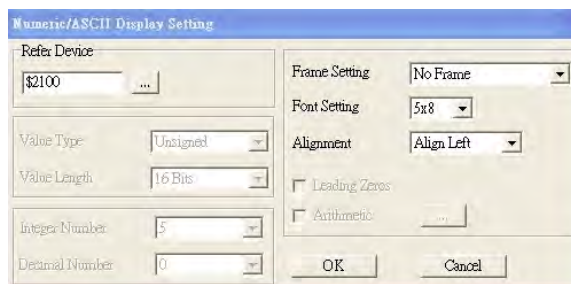 Numeric/ASCII Display Setting
Refer Device
$2100
...
Value Type
Unsigned
Value Length
16 Bits
Integer Number
5
Decimal Number
0
Frame Setting
No Frame
Font Setting
5x8
Alignment
Align Left
Leading Zeros
Arithmetic
...
OK
Cancel